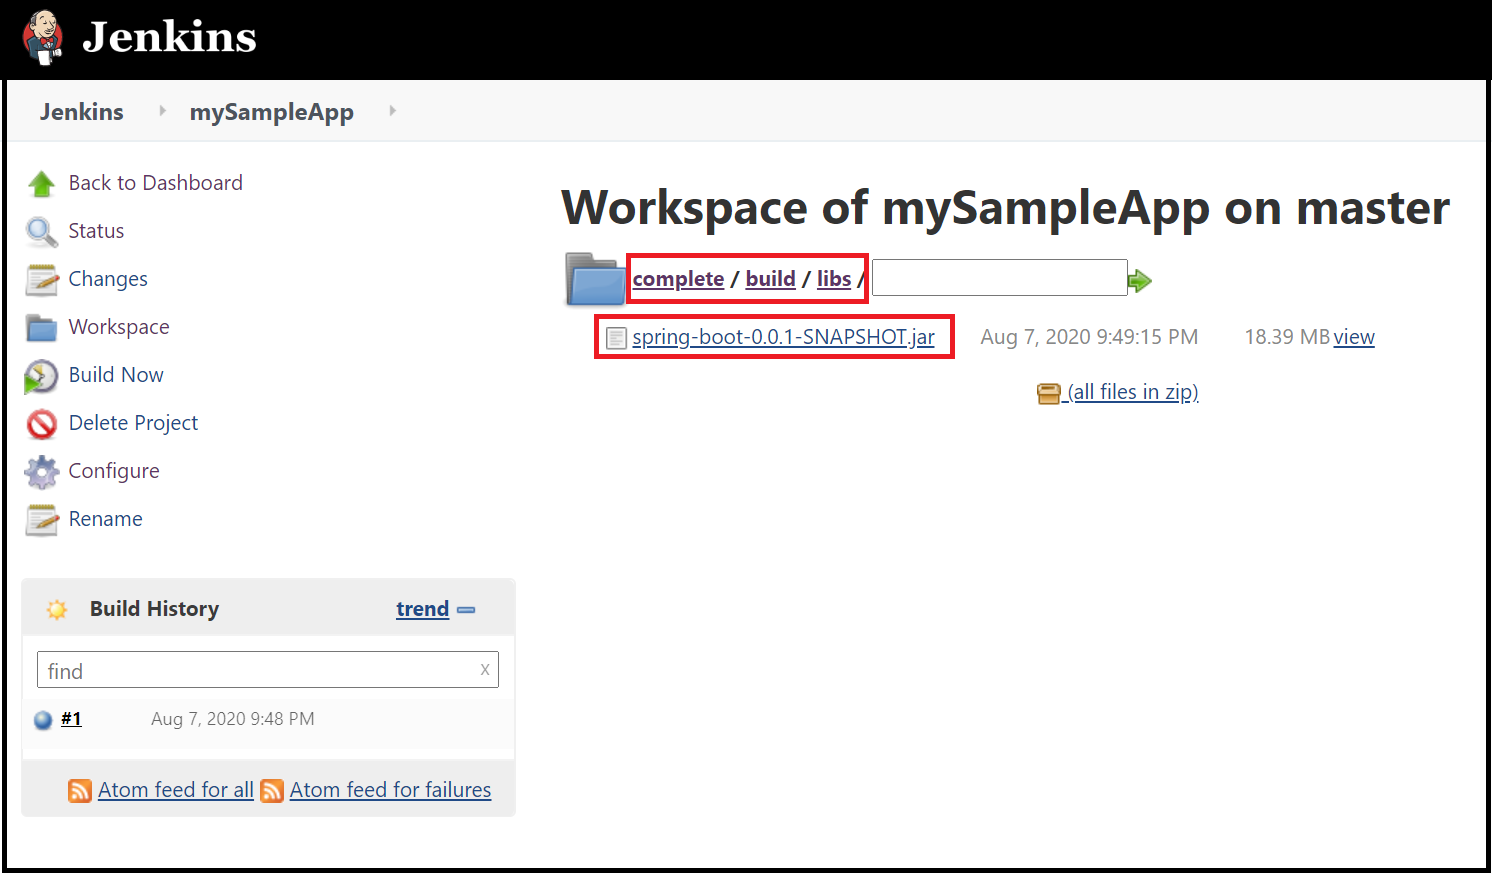 Jenkins
Jenkins mySampleApp
Back to Dashboard
Status
Changes
Workspace
Build Now
Delete Project
Configure
Rename
Build History trend
find x
#1 Aug 7, 2020 9:48 PM
Atom feed for all Atom feed for failures
Workspace of mySampleApp on master
complete / build / libs /
spring-boot-0.0.1-SNAPSHOT.jar Aug 7, 2020 9:49:15 PM 18.39 MB view
(all files in zip)